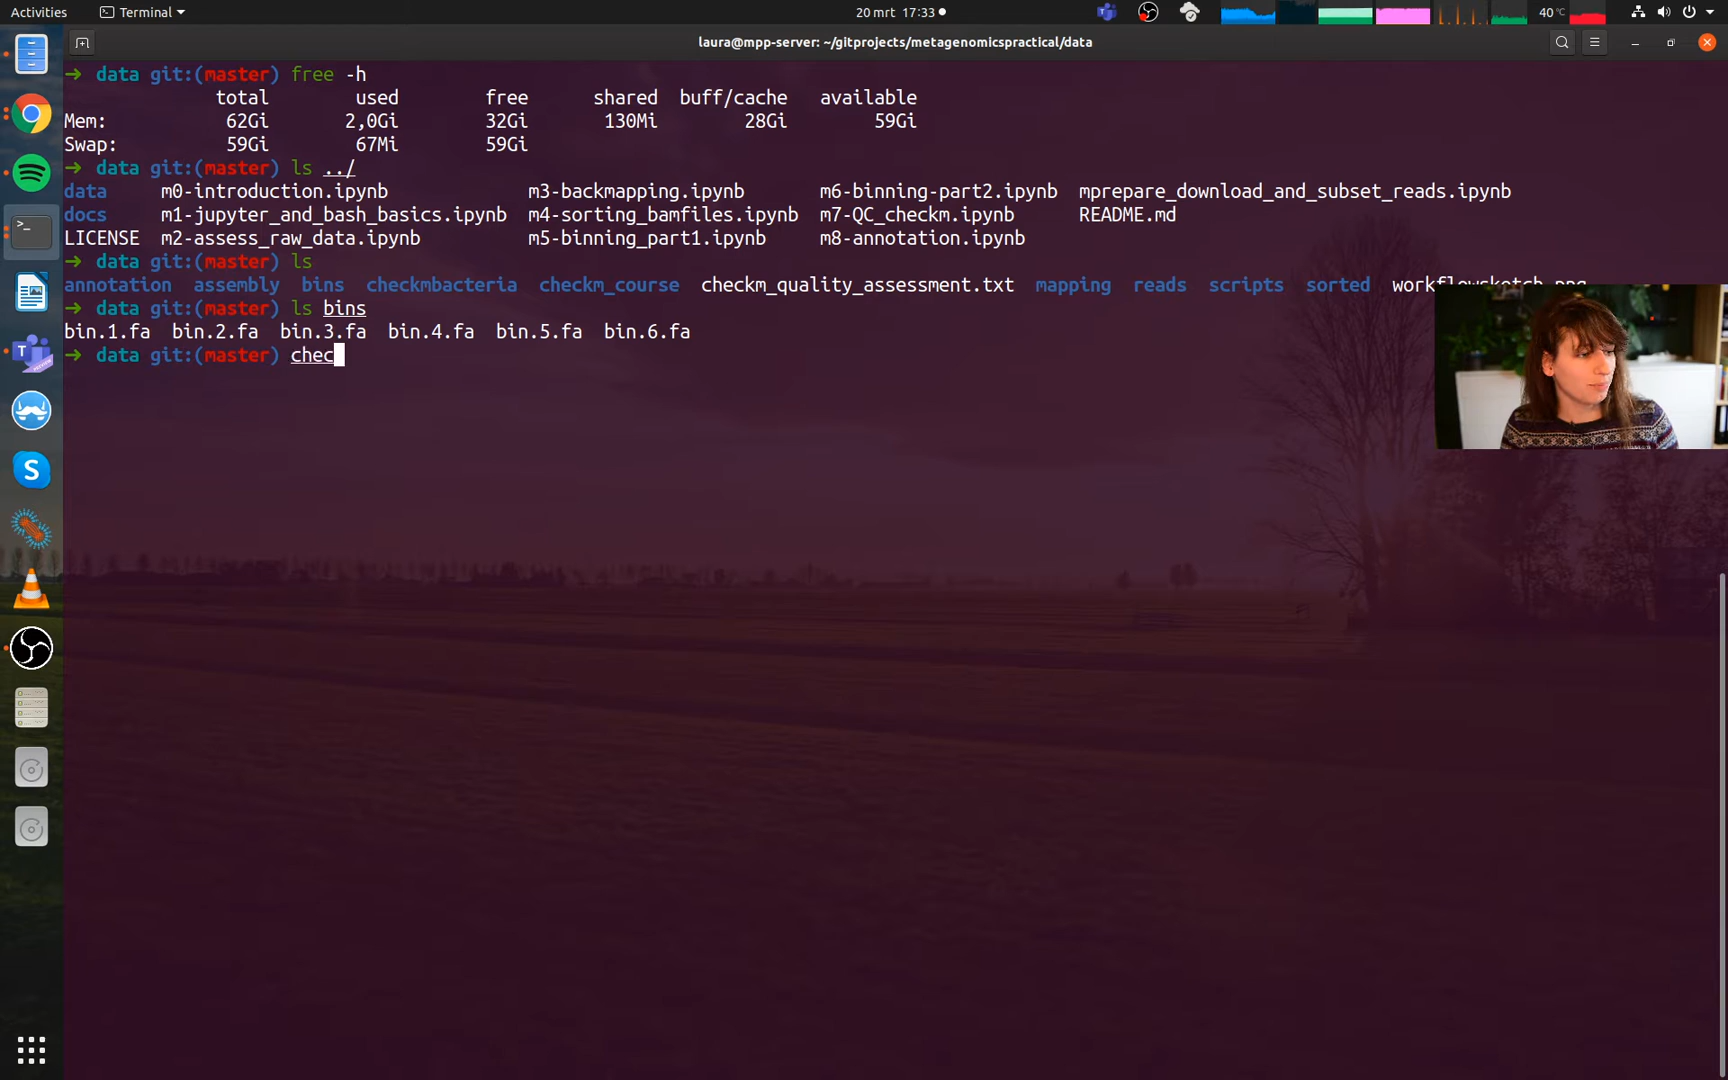 Activities Terminal 20 mrt 17:33 40 °C
laura@mpp-server: ~/gitprojects/metagenomicspractical/data
→ data git:(master) free -h
total used free shared buff/cache available
Mem: 62Gi 2,0Gi 32Gi 130Mi 28Gi 59Gi
Swap: 59Gi 67Mi 59Gi
→ data git:(master) ls ../
data m0-introduction.ipynb m3-backmapping.ipynb m6-binning-part2.ipynb mprepare_download_and_subset_reads.ipynb
docs m1-jupyter_and_bash_basics.ipynb m4-sorting_bamfiles.ipynb m7-QC_checkm.ipynb README.md
LICENSE m2-assess_raw_data.ipynb m5-binning_part1.ipynb m8-annotation.ipynb
→ data git:(master) ls
annotation assembly bins checkmbacteria checkm_course checkm_quality_assessment.txt mapping reads scripts sorted workflowsketch.png
→ data git:(master) ls bins
bin.1.fa bin.2.fa bin.3.fa bin.4.fa bin.5.fa bin.6.fa
→ data git:(master) chec